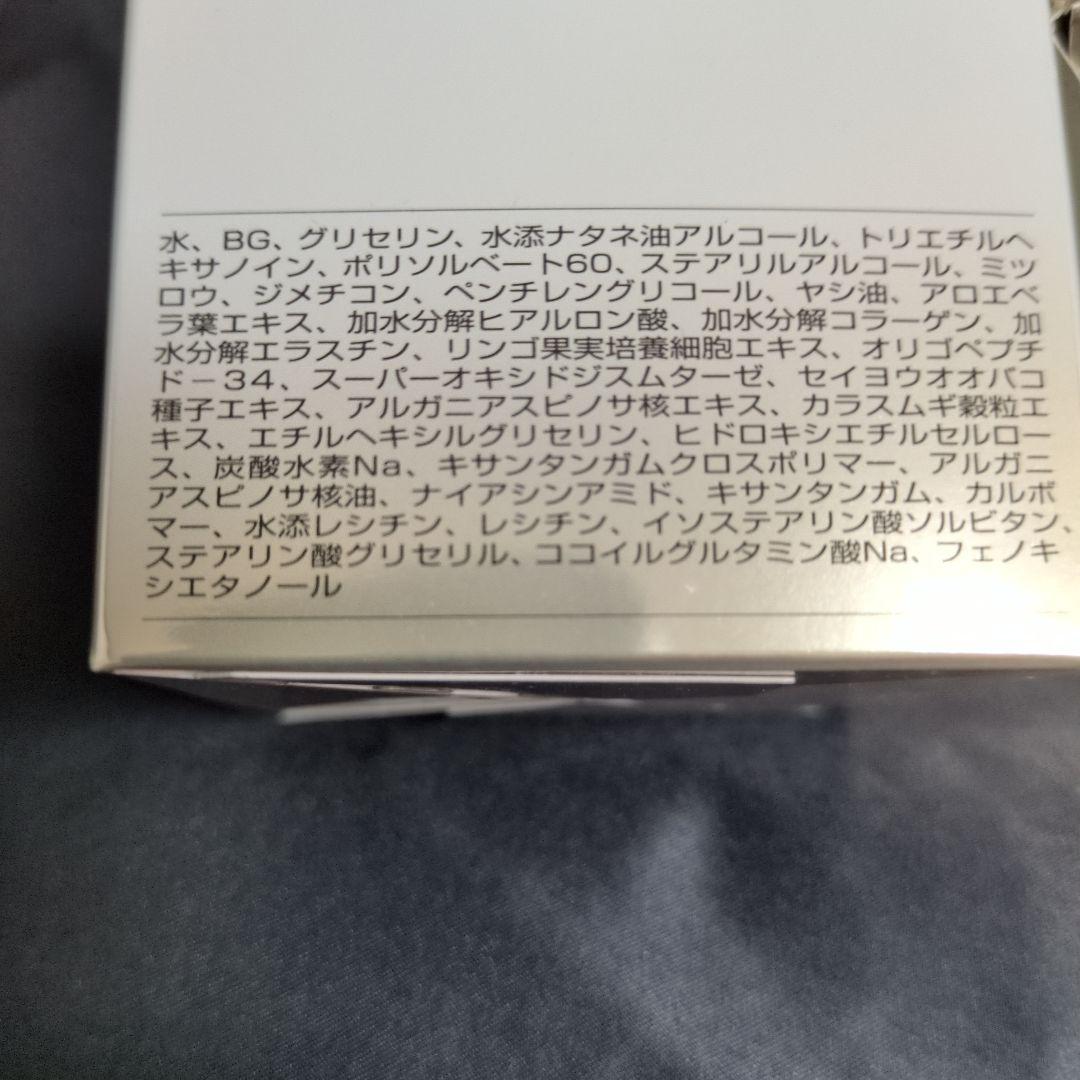 水、BG、グリセリン、水添ナタネ油アルコール、トリエチルヘ
キサノイン、ポリソルベート60、ステアリルアルコール、ミツ
ロウ、ジメチコン、ペンチレングリコール、ヤシ油、アロエベ
ラ葉エキス、加水分解ヒアルロン酸、加水分解コラーゲン、加
水分解エラスチン、リンゴ果実培養細胞エキス、オリゴペプチ
ド－34、スーパーオキシドジスムターゼ、セイヨウオオバコ
種子エキス、アルガニアスピノサ核エキス、カラスムギ穀粒エ
キス、エチルヘキシルグリセリン、ヒドロキシエチルセルロー
ス、炭酸水素Na、キサンタンガムクロスポリマー、アルガニ
アスピノサ核油、ナイアシンアミド、キサンタンガム、カルボ
マー、水添レシチン、レシチン、イソステアリン酸ソルビタン、
ステアリン酸グリセリル、ココイルグルタミン酸Na、フェノキ
シエタノール